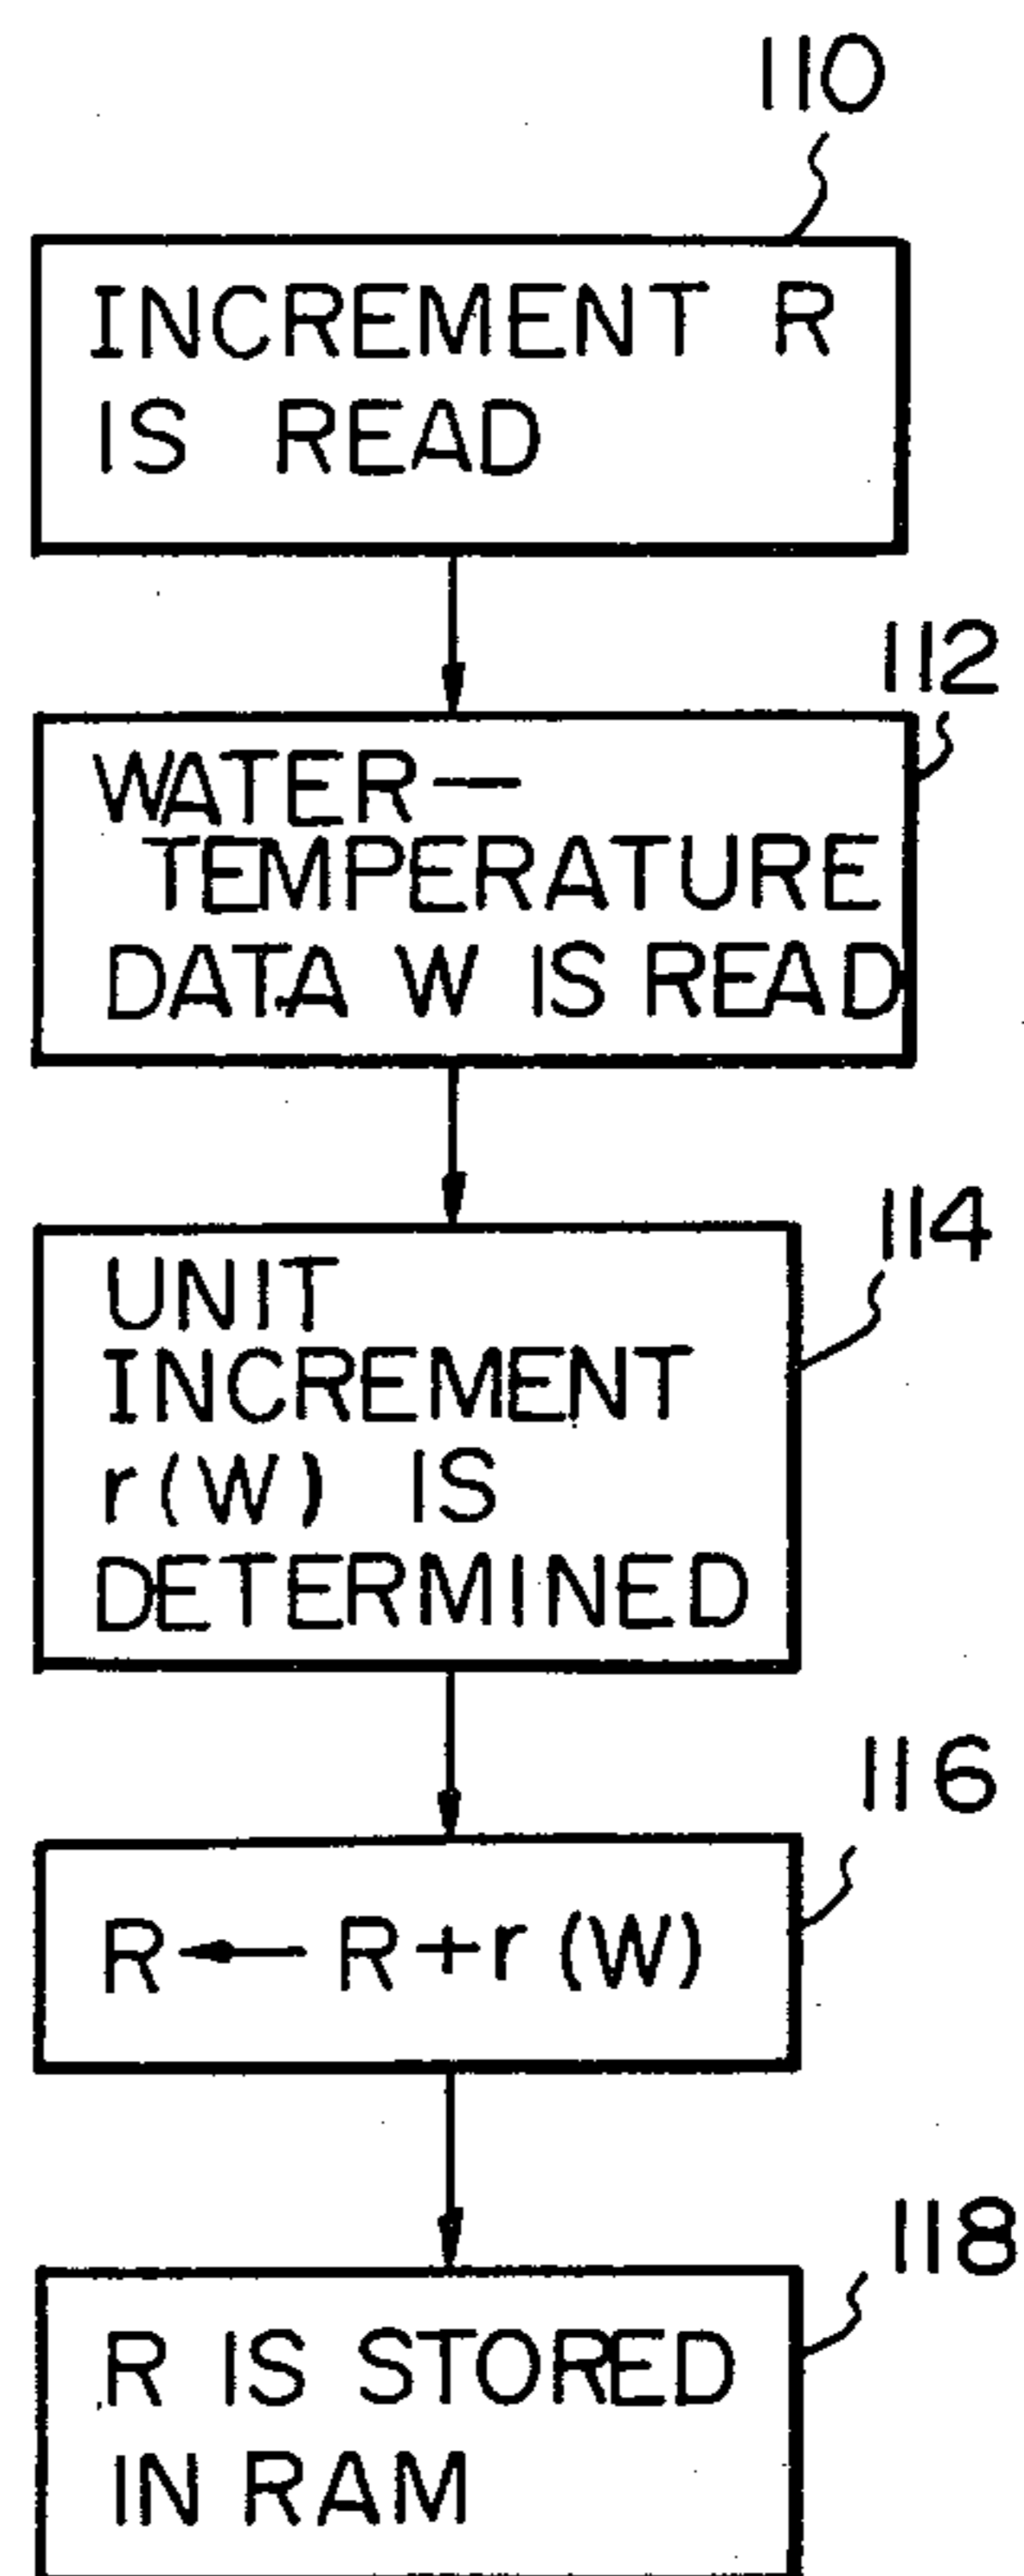 110
INCREMENT R
IS READ
112
WATER—
TEMPERATURE
DATA W IS READ
114
UNIT
INCREMENT
r(W) IS
DETERMINED
116
R ← R+r(W)
118
R IS STORED
IN RAM